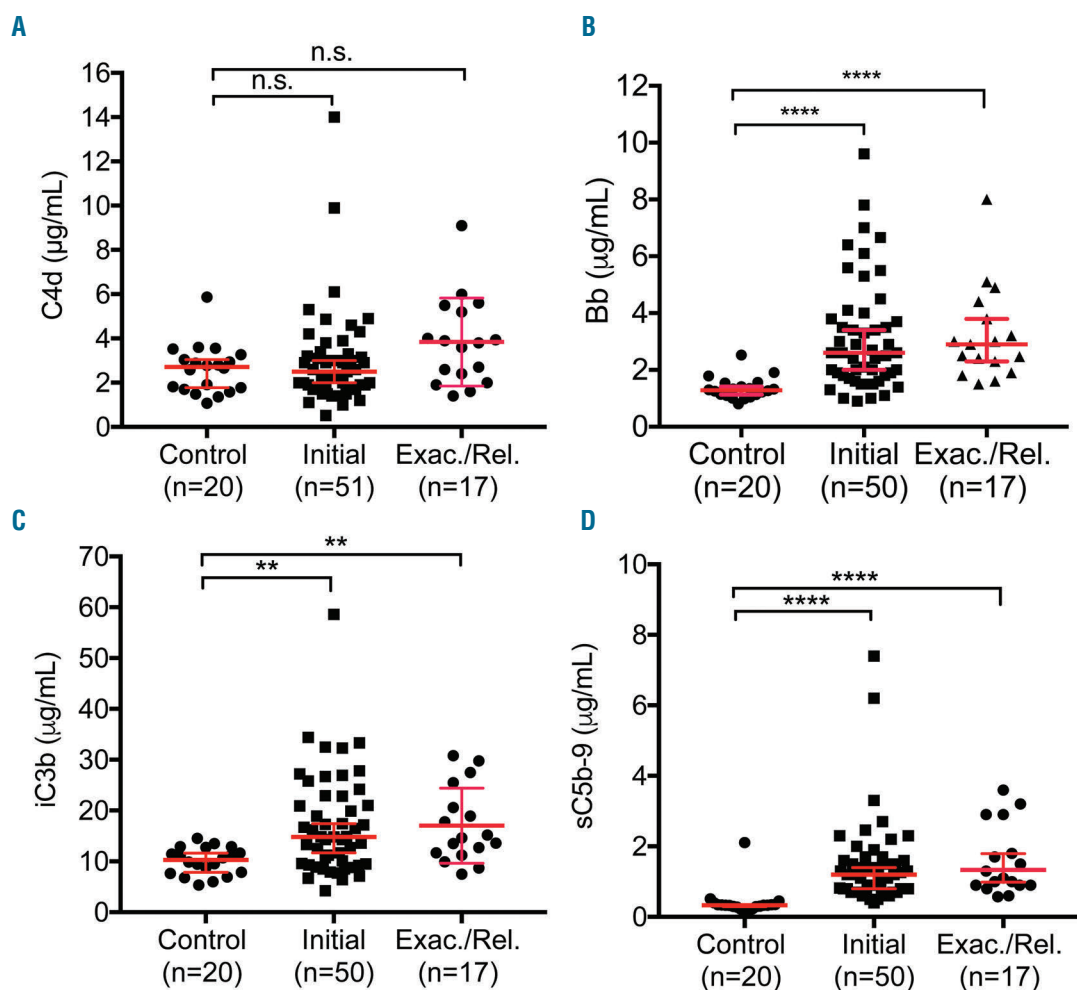 A
n.s.
n.s.
16
14
12
10
8
6
4
2
0
C4d (µg/mL)
Control
(n=20)
Initial
(n=51)
Exac./Rel.
(n=17)
B
****
****
12
10
8
6
4
2
0
Bb (µg/mL)
Control
(n=20)
Initial
(n=50)
Exac./Rel.
(n=17)
C
**
**
70
60
50
40
30
20
10
0
iC3b (µg/mL)
Control
(n=20)
Initial
(n=50)
Exac./Rel.
(n=17)
D
****
****
10
8
6
4
2
0
sC5b-9 (µg/mL)
Control
(n=20)
Initial
(n=50)
Exac./Rel.
(n=17)